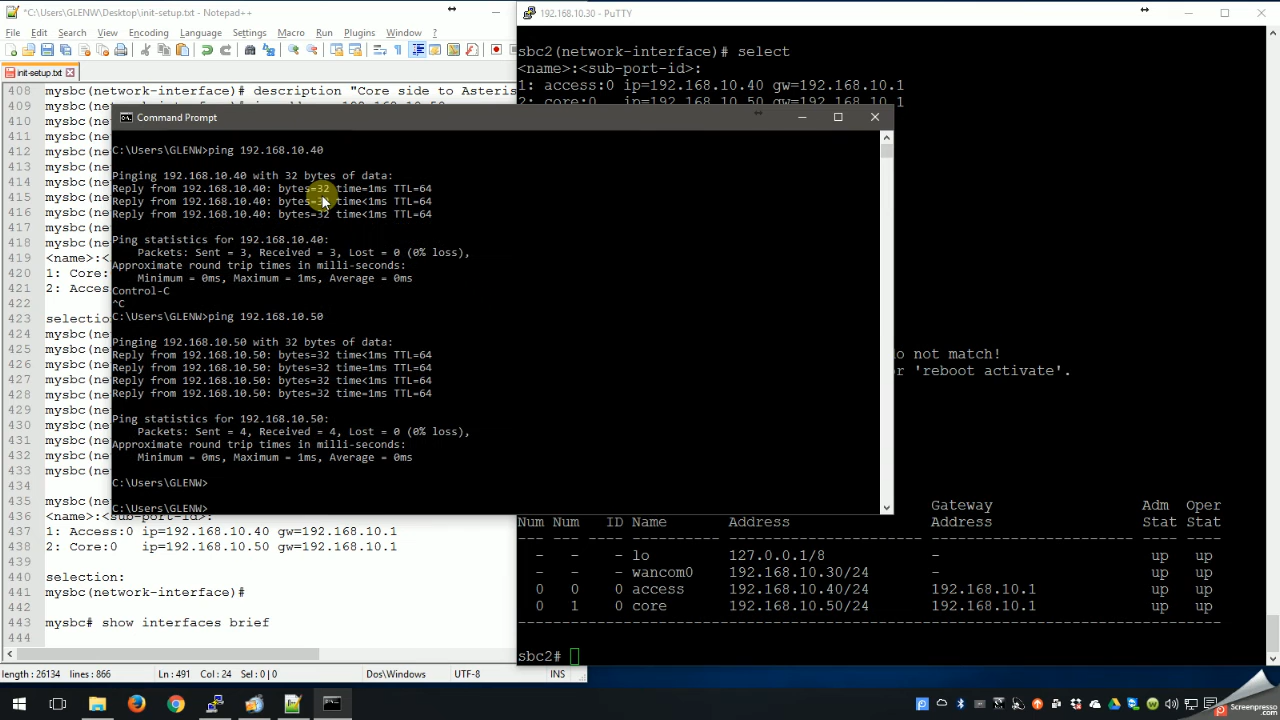 *C:\Users\GLENW\Desktop\init-setup.txt - Notepad++
File Edit Search View Encoding Language Settings Macro Run Plugins Window ?
init-setup.txt
408 mysbc(network-interface)# description "Core side to Asteris
409 mysbc(ne
410 mysbc(ne
411 mysbc(ne
412 mysbc(ne
413 mysbc(ne
414 mysbc(ne
415 mysbc(ne
416 mysbc(ne
417 mysbc(ne
418 mysbc(ne
419 <name>:<
420 1: Core:
421 2: Acces
422
423 selectio
424 mysbc(ne
425 mysbc(ne
426 mysbc(ne
427 mysbc(ne
428 mysbc(ne
429 mysbc(ne
430 mysbc(ne
431 mysbc(ne
432 mysbc(ne
433 mysbc(ne
434
435 mysbc(ne
436 <name>:<sub-port-id>:
437 1: Access:0 ip=192.168.10.40 gw=192.168.10.1
438 2: Core:0 ip=192.168.10.50 gw=192.168.10.1
439
440 selection:
441 mysbc(network-interface)#
442
443 mysbc# show interfaces brief
444
length : 26134 lines : 866 Ln : 491 Col : 24 Sel : 0 | 0 Dos\Windows UTF-8 INS
Command Prompt
C:\Users\GLENW>ping 192.168.10.40
Pinging 192.168.10.40 with 32 bytes of data:
Reply from 192.168.10.40: bytes=32 time=1ms TTL=64
Reply from 192.168.10.40: bytes=32 time<1ms TTL=64
Reply from 192.168.10.40: bytes=32 time<1ms TTL=64
Ping statistics for 192.168.10.40:
Packets: Sent = 3, Received = 3, Lost = 0 (0% loss),
Approximate round trip times in milli-seconds:
Minimum = 0ms, Maximum = 1ms, Average = 0ms
Control-C
^C
C:\Users\GLENW>ping 192.168.10.50
Pinging 192.168.10.50 with 32 bytes of data:
Reply from 192.168.10.50: bytes=32 time<1ms TTL=64
Reply from 192.168.10.50: bytes=32 time<1ms TTL=64
Reply from 192.168.10.50: bytes=32 time<1ms TTL=64
Reply from 192.168.10.50: bytes=32 time<1ms TTL=64
Ping statistics for 192.168.10.50:
Packets: Sent = 4, Received = 4, Lost = 0 (0% loss),
Approximate round trip times in milli-seconds:
Minimum = 0ms, Maximum = 1ms, Average = 0ms
C:\Users\GLENW>
C:\Users\GLENW>
192.168.10.30 - PuTTY
sbc2(network-interface)# select
<name>:<sub-port-id>:
1: access:0 ip=192.168.10.40 gw=192.168.10.1
2: core:0 ip=192.168.10.50 gw=192.168.10.1
do not match!
or 'reboot activate'.
Gateway Adm Oper
Num Num ID Name Address Address Stat Stat
--- --- ---- ---------- ----------------------- ------------------------- ---- ----
- - - lo 127.0.0.1/8 - up up
- - - wancom0 192.168.10.30/24 - up up
0 0 0 access 192.168.10.40/24 192.168.10.1 up up
0 1 0 core 192.168.10.50/24 192.168.10.1 up up
sbc2#
Screenpresso
.com